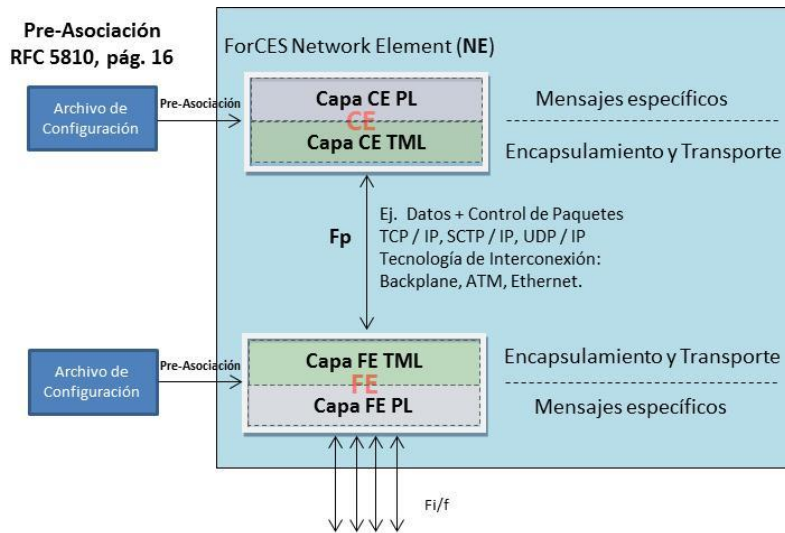 Pre-Asociación
RFC 5810, pág. 16
ForCES Network Element (NE)
Archivo de
Configuración
Pre-Asociación
Capa CE PL
CE
Capa CE TML
Mensajes específicos
Encapsulamiento y Transporte
Fp
Ej. Datos + Control de Paquetes
TCP / IP, SCTP / IP, UDP / IP
Tecnología de Interconexión:
Backplane, ATM, Ethernet.
Archivo de
Configuración
Pre-Asociación
Capa FE TML
FE
Capa FE PL
Encapsulamiento y Transporte
Mensajes específicos
Fi/f